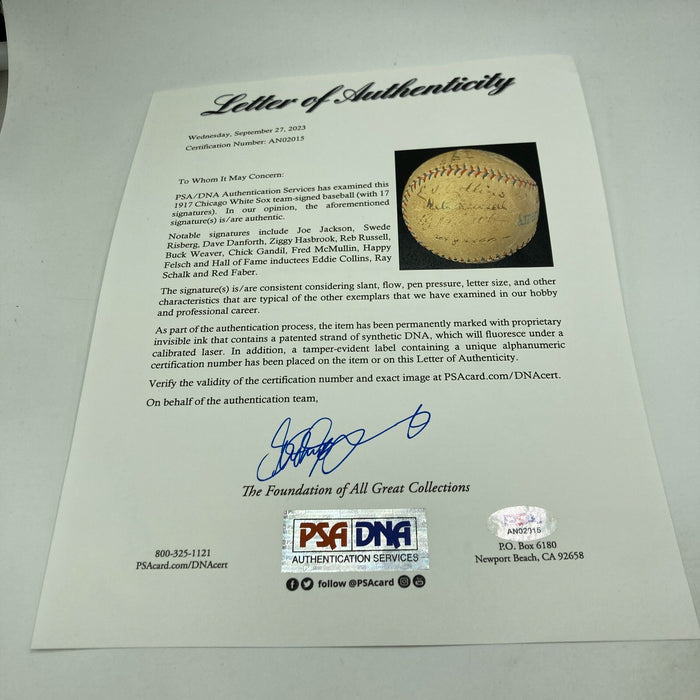 Letter of Authenticity
Wednesday, September 27, 2023
Certification Number: AN02015
To Whom It May Concern:
PSA/DNA Authentication Services has examined this
1917 Chicago White Sox team-signed baseball (with 17
signatures). In our opinion, the aforementioned
signature(s) is/are authentic.
Notable signatures include Joe Jackson, Swede
Risberg, Dave Danforth, Ziggy Hasbrook, Reb Russell,
Buck Weaver, Chick Gandil, Fred McMullin, Happy
Felsch and Hall of Fame inductees Eddie Collins, Ray
Schalk and Red Faber.
The signature(s) is/are consistent considering slant, flow, pen pressure, letter size, and other
characteristics that are typical of the other exemplars that we have examined in our hobby
and professional career.
As part of the authentication process, the item has been permanently marked with proprietary
invisible ink that contains a patented strand of synthetic DNA, which will fluoresce under a
calibrated laser. In addition, a tamper-evident label containing a unique alphanumeric
certification number has been placed on the item or on this Letter of Authenticity.
Verify the validity of the certification number and exact image at PSAcard.com/DNAcert.
On behalf of the authentication team,
The Foundation of All Great Collections
PSA DNA
AUTHENTICATION SERVICES
PSA
AN02015
800-325-1121
PSAcard.com/DNAcert
P.O. Box 6180
Newport Beach, CA 92658
follow @PSAcard